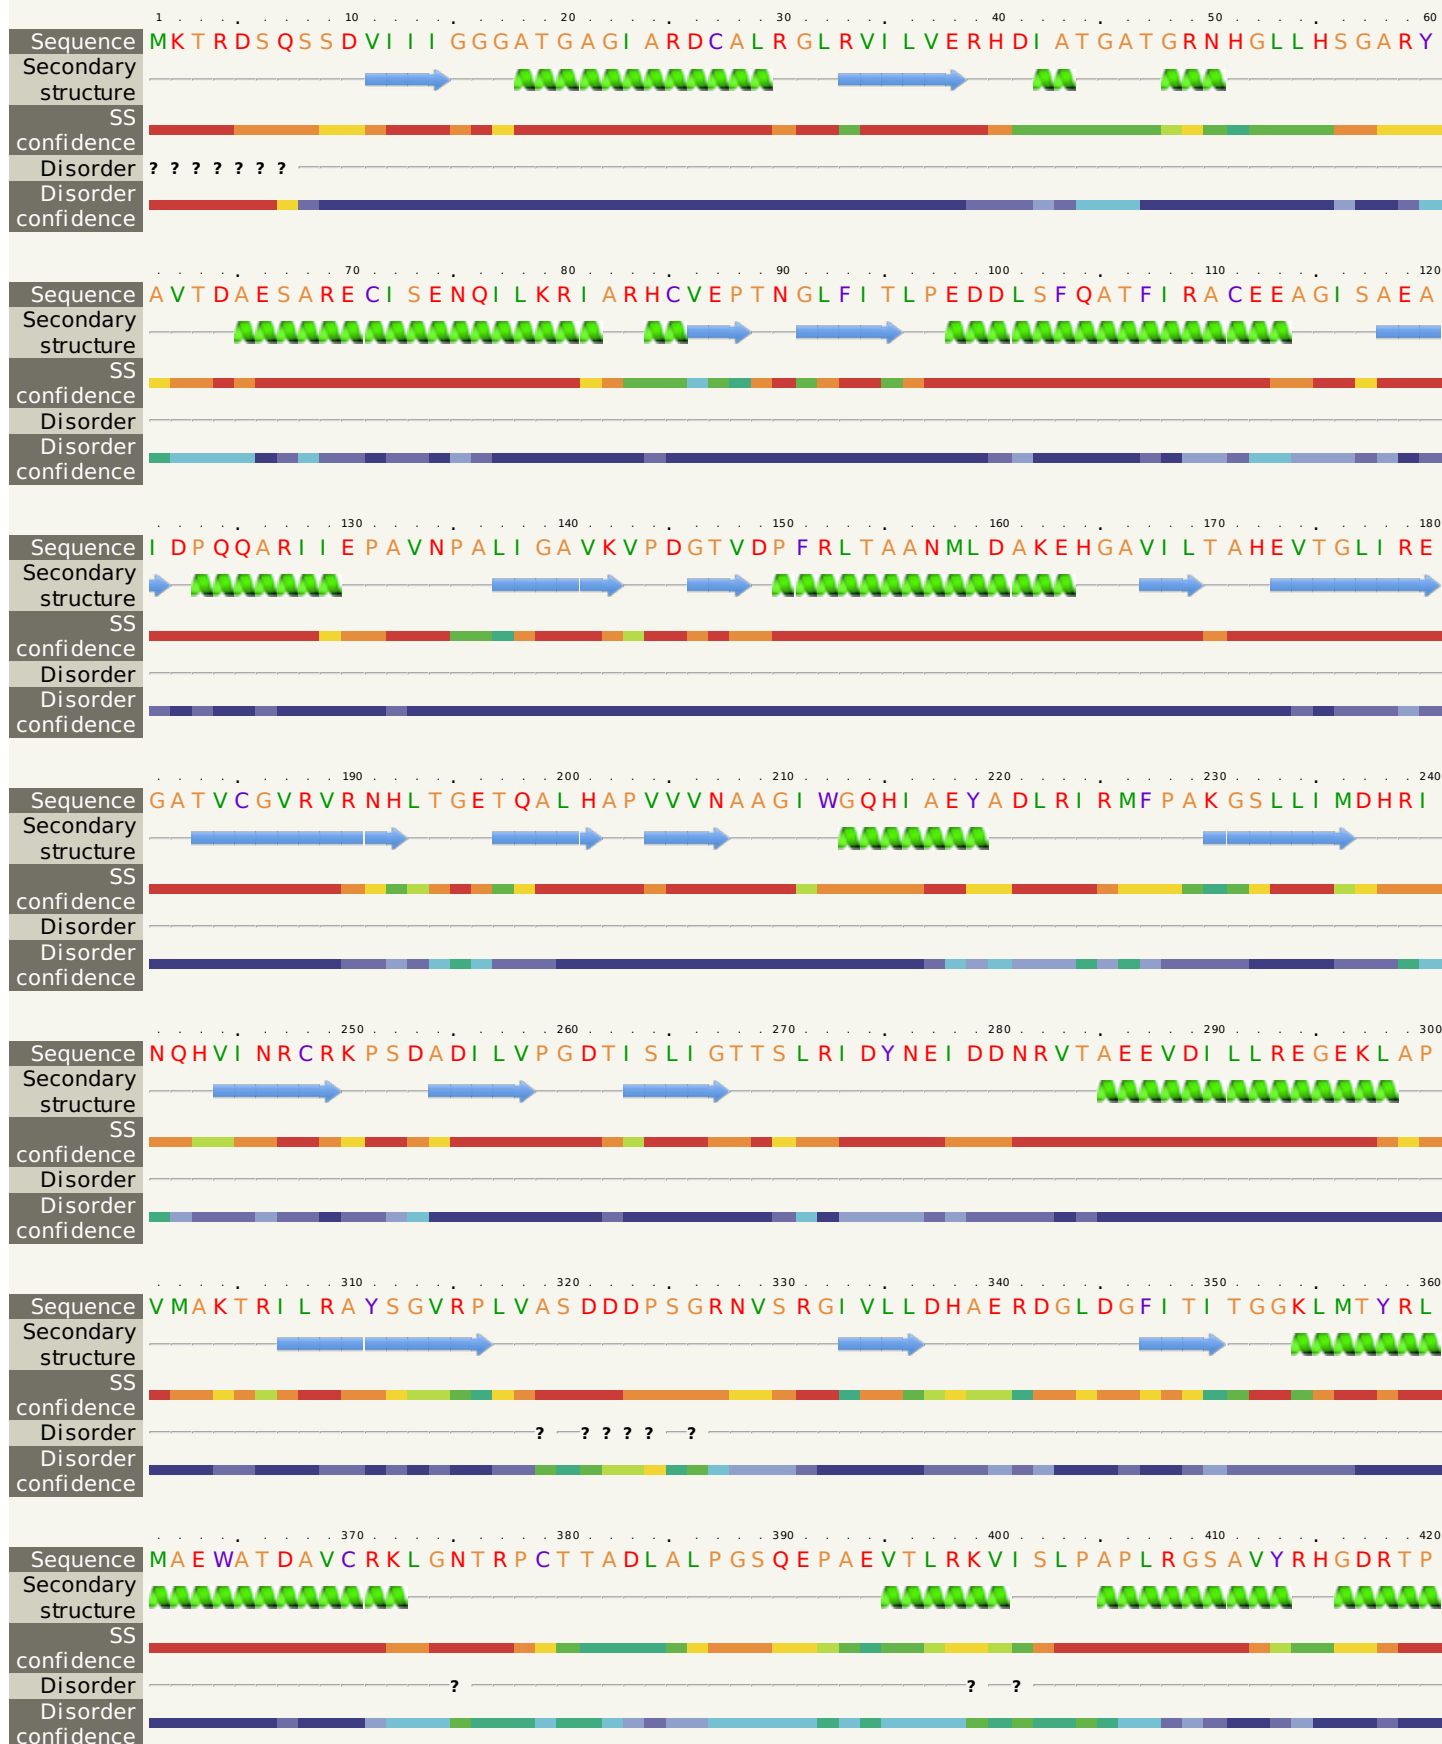 1 10 20 30 40 50 60
Sequence MKTRDSQSSDVIIIGGGATGAGIARDCALRGLRVILVERHDIATGATGRNHGLLHSGARY
Secondary
structure
SS
confidence
Disorder ? ? ? ? ? ? ?
Disorder
confidence
70 80 90 100 110 120
Sequence AVTDAESARECISENQILKRIARHCVEPTNGLFITLPEDDLSFQATFIRACEEAGISAEA
Secondary
structure
SS
confidence
Disorder
Disorder
confidence
130 140 150 160 170 180
Sequence IDPQQARIIEPAVNPALIGAVKVPDGTVDPFRLTAANMLDAKEHGAVILTAHEVTGLIRE
Secondary
structure
SS
confidence
Disorder
Disorder
confidence
190 200 210 220 230 240
Sequence GATVCGVRVRNHLTGETQALHAPVVVNAAGIWGQHIAEYADLRIRMFPAKGSLLIMDHRI
Secondary
structure
SS
confidence
Disorder
Disorder
confidence
250 260 270 280 290 300
Sequence NQHVINRCRKPSDADILVPGDTISLIGTTSLRIDYNEIDDNRVTAEEVDILLREGEKLAP
Secondary
structure
SS
confidence
Disorder
Disorder
confidence
310 320 330 340 350 360
Sequence VMAKTRILRAYSGVRPLVASDDDPSGRNVSRGIVLLDHAERDGLDGFITITGGKLMTYRL
Secondary
structure
SS
confidence
Disorder ? ? ? ? ? ?
Disorder
confidence
370 380 390 400 410 420
Sequence MAEWATDAVCRKLGNTRPCTTADLALPGSQEPAEVTLRKVISLPAPLRGSAVYRHGDRTP
Secondary
structure
SS
confidence
Disorder ? ? ?
Disorder
confidence